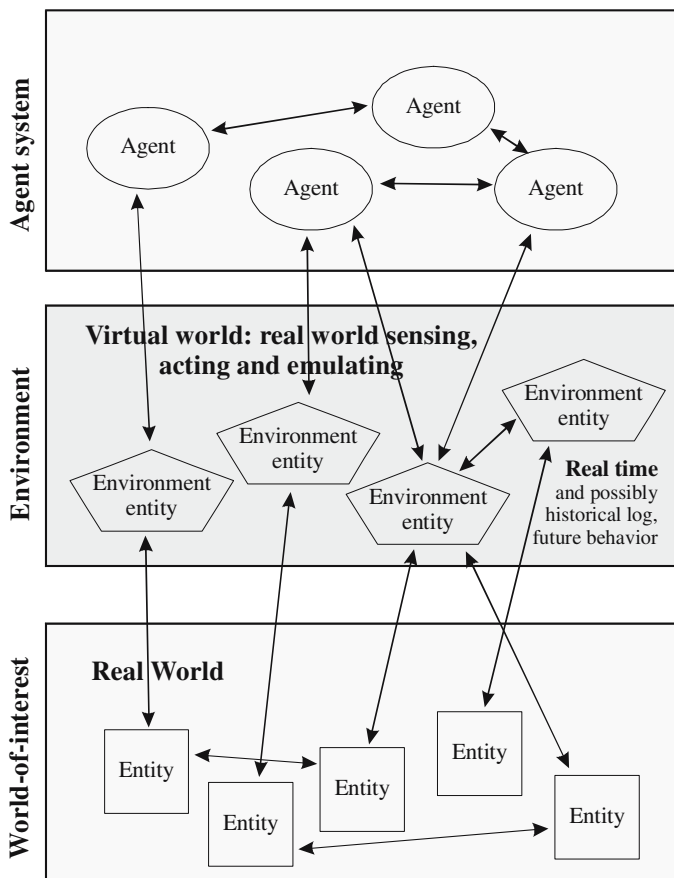 Agent system
Agent
Agent
Agent
Agent
Environment
Virtual world: real world sensing,
acting and emulating
Environment
entity
Environment
entity
Environment
entity
Environment
entity
Real time
and possibly
historical log,
future behavior
World-of-interest
Real World
Entity
Entity
Entity
Entity
Entity